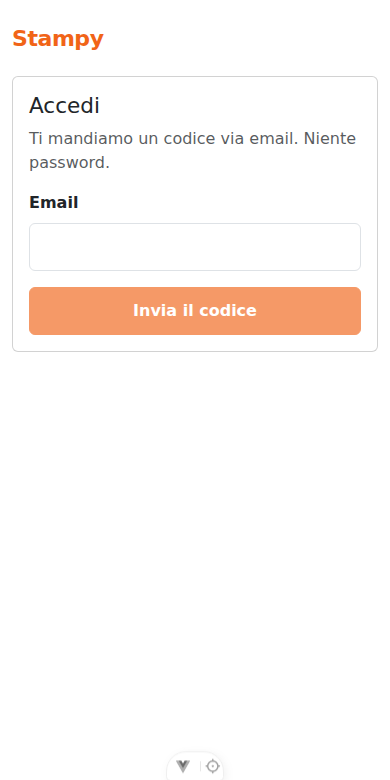 Stampy
Accedi
Ti mandiamo un codice via email. Niente
password.
Email
Invia il codice